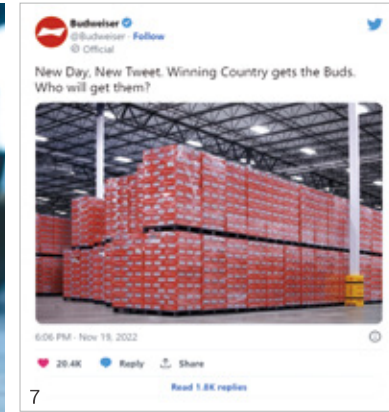 Budweiser
@Budweiser · Follow
Official
New Day, New Tweet. Winning Country gets the Buds.
Who will get them?
6:06 PM · Nov 19, 2022
20.4K Reply Share
Read 1.8K replies
7